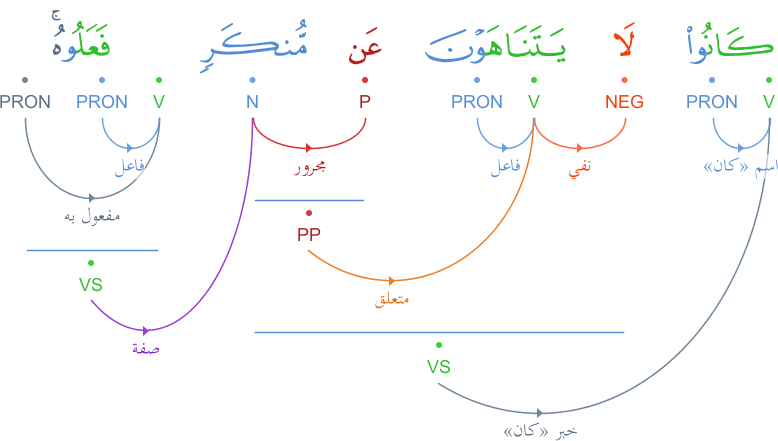 كَانُوا۟ لَا يَتَنَاهَوْنَ عَن مُّنكَرٍ فَعَلُوهُ ۚ
V PRON NEG V PRON P N V PRON PRON
اسم «كان» نفي فاعل مجرور فاعل
مفعول به
PP
VS
متعلق
صفة
VS
خبر «كان»